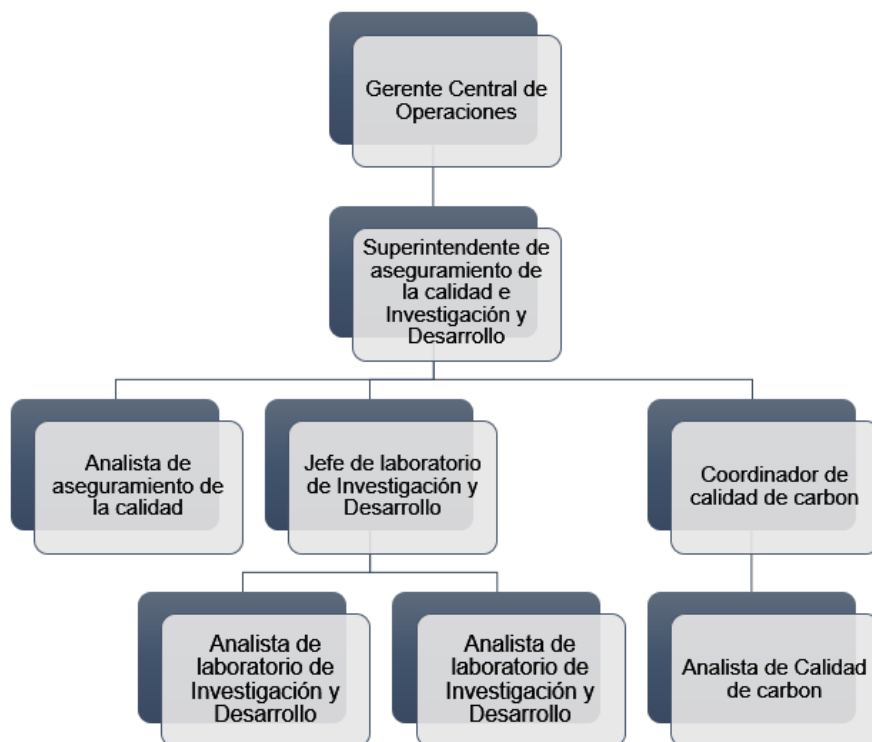 Gerente Central de
Operaciones
Superintendente de
aseguramiento de
la calidad e
Investigación y
Desarrollo
Analista de
aseguramiento de
la calidad
Jefe de laboratorio
de Investigación y
Desarrollo
Coordinador de
calidad de carbon
Analista de
laboratorio de
Investigación y
Desarrollo
Analista de
laboratorio de
Investigación y
Desarrollo
Analista de Calidad
de carbon